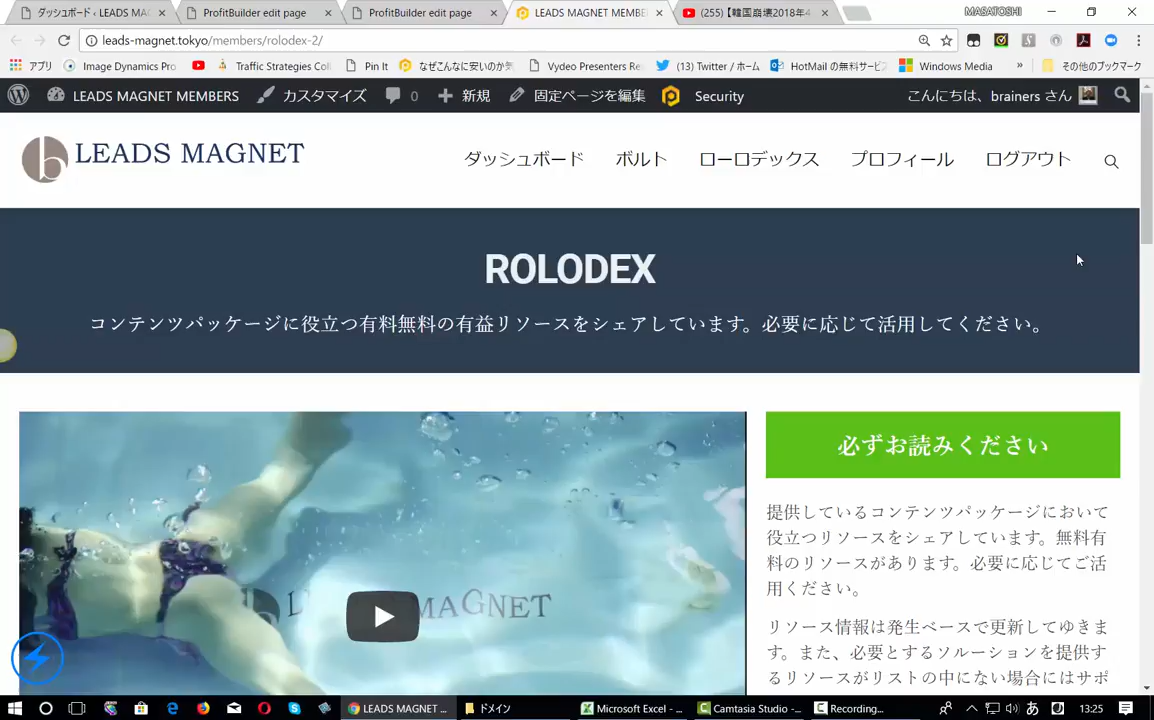 ダッシュボード ‹ LEADS MAG
ProfitBuilder edit page
ProfitBuilder edit page
LEADS MAGNET MEMBE
(255) 【韓国崩壊2018年4
MASATOSHI
leads-magnet.tokyo/members/rolodex-2/
アプリ
Image Dynamics Pro
Traffic Strategies Coll
Pin It
なぜこんなに安いのか気
Vydeo Presenters Re
(13) Twitter / ホーム
HotMail の無料サービ
Windows Media
»
その他のブックマーク
LEADS MAGNET MEMBERS
カスタマイズ
0
新規
固定ページを編集
Security
こんにちは、brainers さん
b LEADS MAGNET
ダッシュボード
ボルト
ローロデックス
プロフィール
ログアウト
ROLODEX
コンテンツパッケージに役立つ有料無料の有益リソースをシェアしています。必要に応じて活用してください。
MAGNET
必ずお読みください
提供しているコンテンツパッケージにおいて
役立つリソースをシェアしています。無料有
料のリソースがあります。必要に応じてご活
用ください。
リソース情報は発生ベースで更新してゆきま
す。また、必要とするソルーションを提供す
るリソースがリストの中にない場合にはサポ
LEADS MAGNET ...
ドメイン
Microsoft Excel - ...
Camtasia Studio - ...
Recording...
あ
13:25